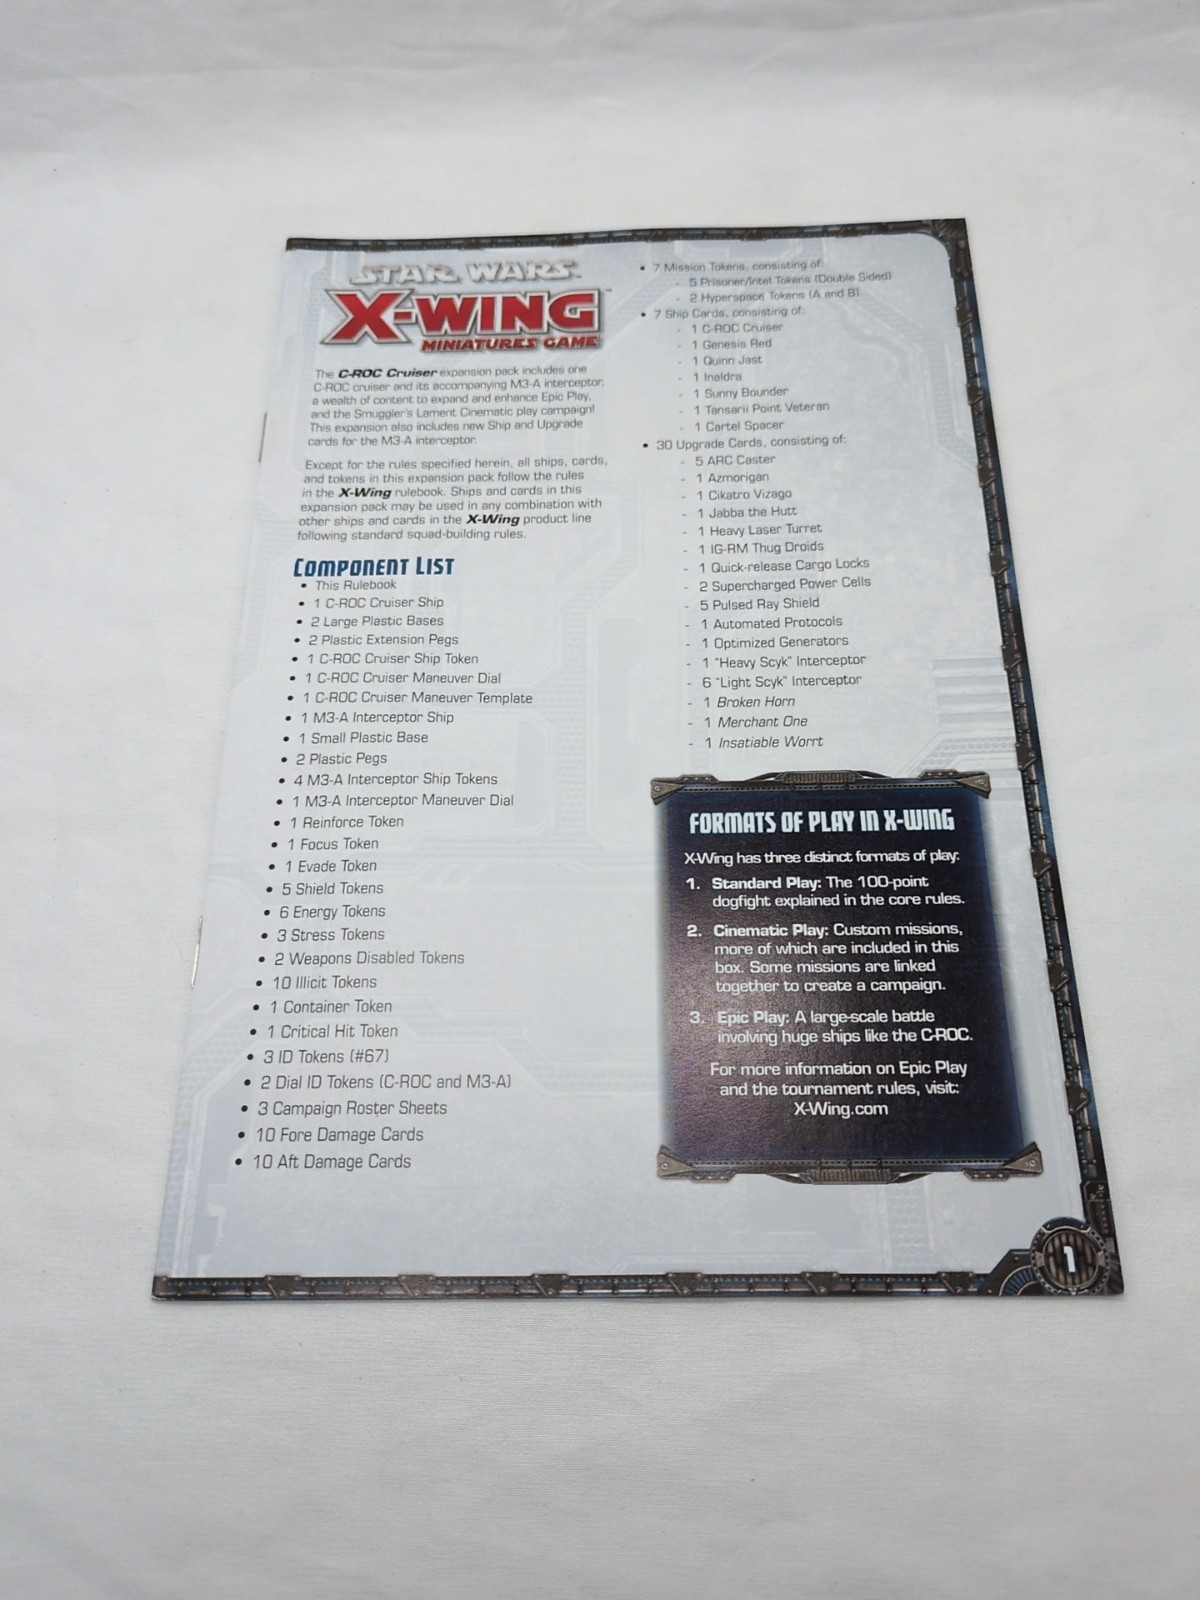 STAR WARS™
X-WING™
MINIATURES GAME
The C-ROC Cruiser expansion pack includes one
C-ROC cruiser and its accompanying M3-A interceptor,
a wealth of content to expand and enhance Epic Play,
and the Smuggler's Lament Cinematic play campaign!
This expansion also includes new Ship and Upgrade
cards for the M3-A interceptor.
Except for the rules specified herein, all ships, cards,
and tokens in this expansion pack follow the rules
in the X-Wing rulebook. Ships and cards in this
expansion pack may be used in any combination with
other ships and cards in the X-Wing product line
following standard squad-building rules.
COMPONENT LIST
• This Rulebook
• 1 C-ROC Cruiser Ship
• 2 Large Plastic Bases
• 2 Plastic Extension Pegs
• 1 C-ROC Cruiser Ship Token
• 1 C-ROC Cruiser Maneuver Dial
• 1 C-ROC Cruiser Maneuver Template
• 1 M3-A Interceptor Ship
• 1 Small Plastic Base
• 2 Plastic Pegs
• 4 M3-A Interceptor Ship Tokens
• 1 M3-A Interceptor Maneuver Dial
• 1 Reinforce Token
• 1 Focus Token
• 1 Evade Token
• 5 Shield Tokens
• 6 Energy Tokens
• 3 Stress Tokens
• 2 Weapons Disabled Tokens
• 10 Illicit Tokens
• 1 Container Token
• 1 Critical Hit Token
• 3 ID Tokens (#67)
• 2 Dial ID Tokens (C-ROC and M3-A)
• 3 Campaign Roster Sheets
• 10 Fore Damage Cards
• 10 Aft Damage Cards
• 7 Mission Tokens, consisting of:
- 5 Prisoner/Intel Tokens (Double Sided)
- 2 Hyperspace Tokens (A and B)
• 7 Ship Cards, consisting of:
- 1 C-ROC Cruiser
- 1 Genesis Red
- 1 Quinn Jast
- 1 Inaldra
- 1 Sunny Bounder
- 1 Tansarii Point Veteran
- 1 Cartel Spacer
• 30 Upgrade Cards, consisting of:
- 5 ARC Caster
- 1 Azmorigan
- 1 Cikatro Vizago
- 1 Jabba the Hutt
- 1 Heavy Laser Turret
- 1 IG-RM Thug Droids
- 1 Quick-release Cargo Locks
- 2 Supercharged Power Cells
- 5 Pulsed Ray Shield
- 1 Automated Protocols
- 1 Optimized Generators
- 1 "Heavy Scyk" Interceptor
- 6 "Light Scyk" Interceptor
- 1 Broken Horn
- 1 Merchant One
- 1 Insatiable Worrt
FORMATS OF PLAY IN X-WING
X-Wing has three distinct formats of play:
1. Standard Play: The 100-point
dogfight explained in the core rules.
2. Cinematic Play: Custom missions,
more of which are included in this
box. Some missions are linked
together to create a campaign.
3. Epic Play: A large-scale battle
involving huge ships like the C-ROC.
For more information on Epic Play
and the tournament rules, visit:
X-Wing.com
1